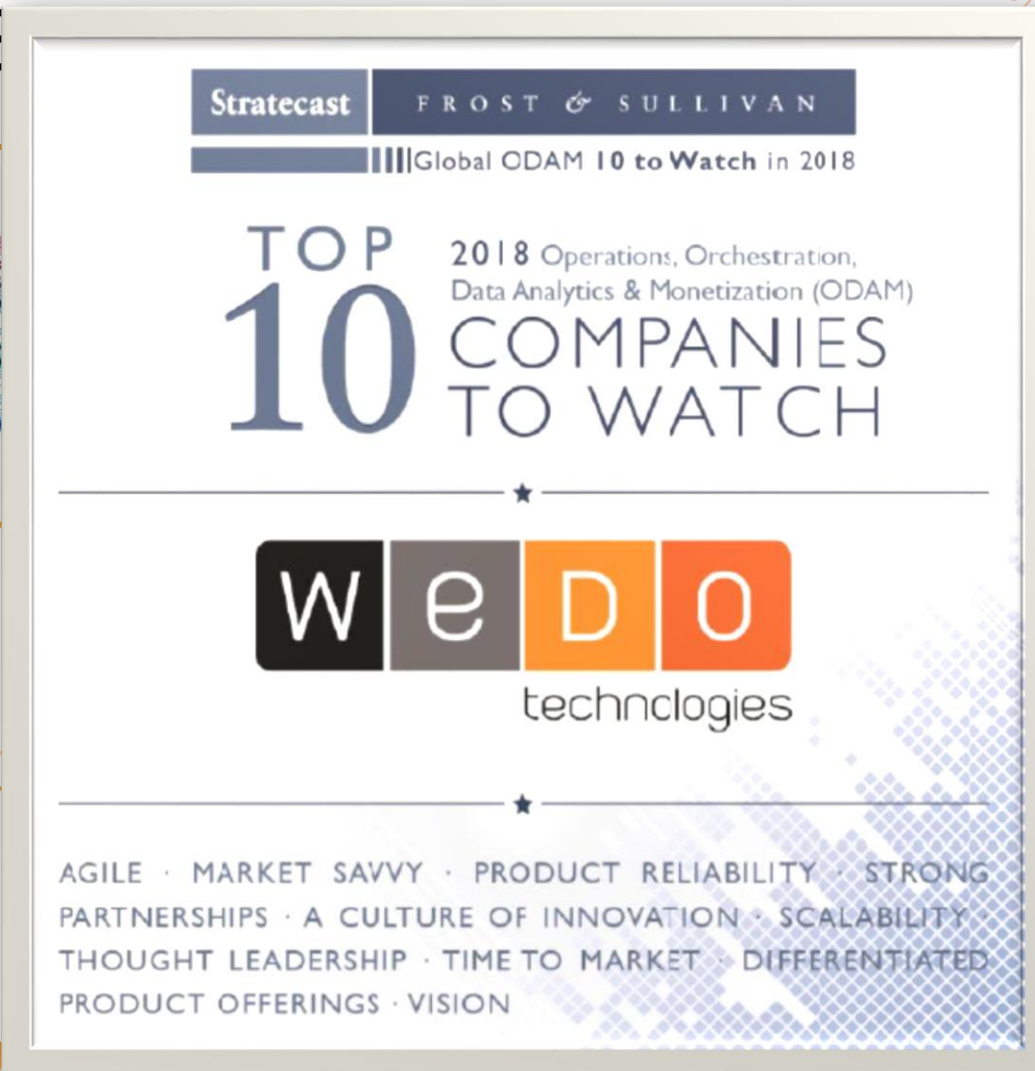 Stratecast FROST & SULLIVAN
Global ODAM 10 to Watch in 2018
TOP
10
2018 Operations, Orchestration,
Data Analytics & Monetization (ODAM)
COMPANIES
TO WATCH
WeDO
technologies
AGILE · MARKET SAVVY · PRODUCT RELIABILITY · STRONG
PARTNERSHIPS · A CULTURE OF INNOVATION · SCALABILITY ·
THOUGHT LEADERSHIP · TIME TO MARKET · DIFFERENTIATED
PRODUCT OFFERINGS · VISION